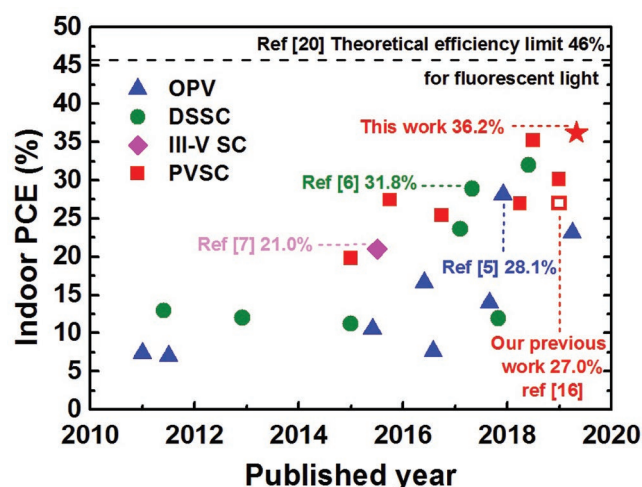 50
45
40
35
30
25
20
15
10
5
0
Indoor PCE (%)
Ref [20] Theoretical efficiency limit 46%
for fluorescent light
OPV
DSSC
III-V SC
PVSC
This work 36.2%
Ref [6] 31.8%
Ref [7] 21.0%
Ref [5] 28.1%
Our previous
work 27.0%
ref [16]
2010 2012 2014 2016 2018 2020
Published year